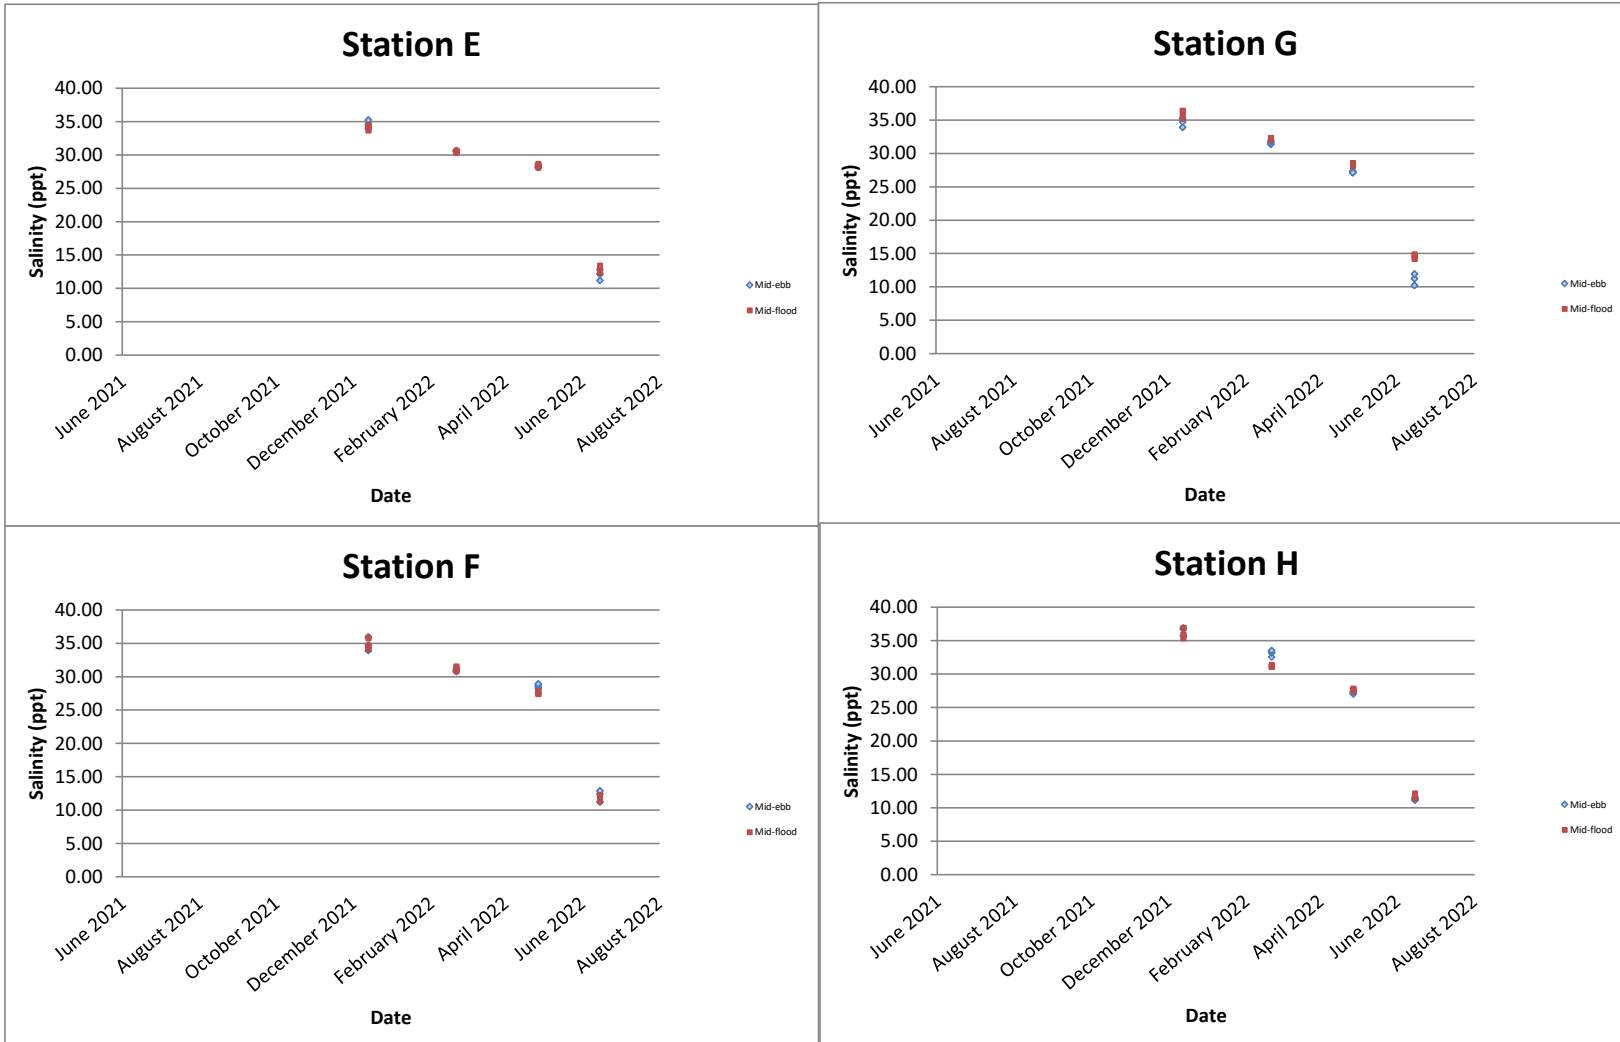 Station E
40.00
35.00
30.00
25.00
20.00
15.00
10.00
5.00
0.00
Salinity (ppt)
June 2021
August 2021
October 2021
December 2021
February 2022
April 2022
June 2022
August 2022
Date
Mid-ebb
Mid-flood
Station G
40.00
35.00
30.00
25.00
20.00
15.00
10.00
5.00
0.00
Salinity (ppt)
June 2021
August 2021
October 2021
December 2021
February 2022
April 2022
June 2022
August 2022
Date
Mid-ebb
Mid-flood
Station F
40.00
35.00
30.00
25.00
20.00
15.00
10.00
5.00
0.00
Salinity (ppt)
June 2021
August 2021
October 2021
December 2021
February 2022
April 2022
June 2022
August 2022
Date
Mid-ebb
Mid-flood
Station H
40.00
35.00
30.00
25.00
20.00
15.00
10.00
5.00
0.00
Salinity (ppt)
June 2021
August 2021
October 2021
December 2021
February 2022
April 2022
June 2022
August 2022
Date
Mid-ebb
Mid-flood